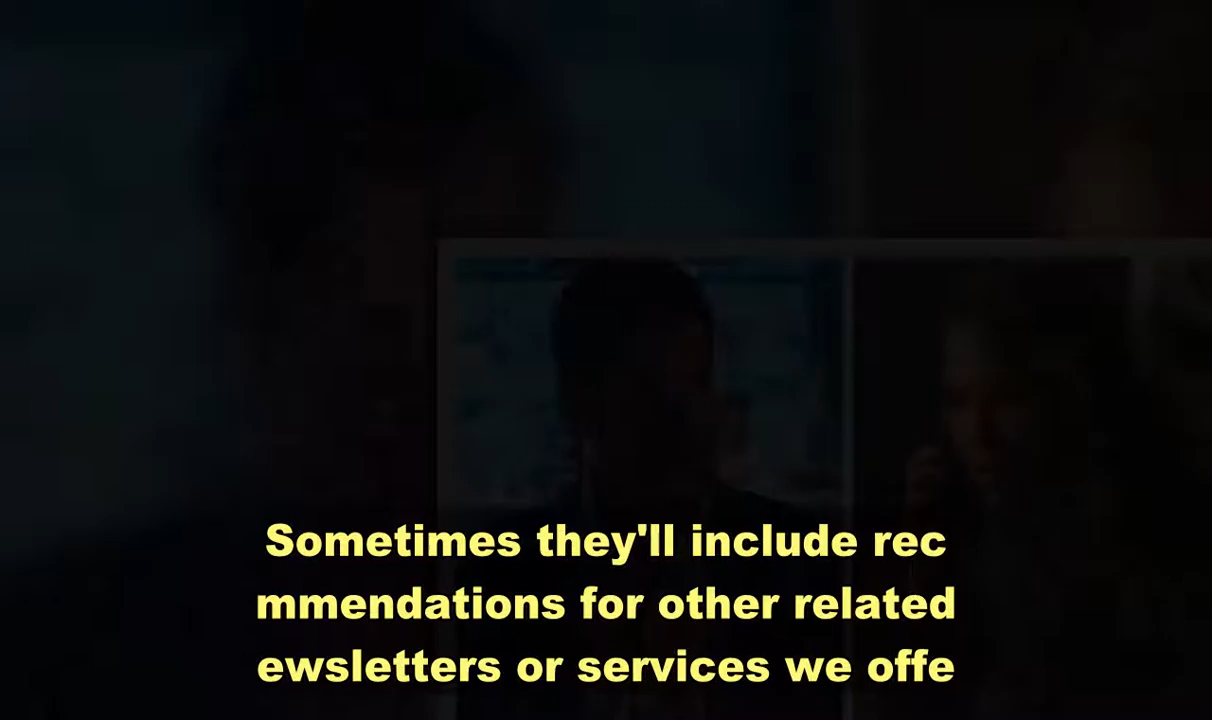 Sometimes they'll include rec
mmendations for other related
ewsletters or services we offe